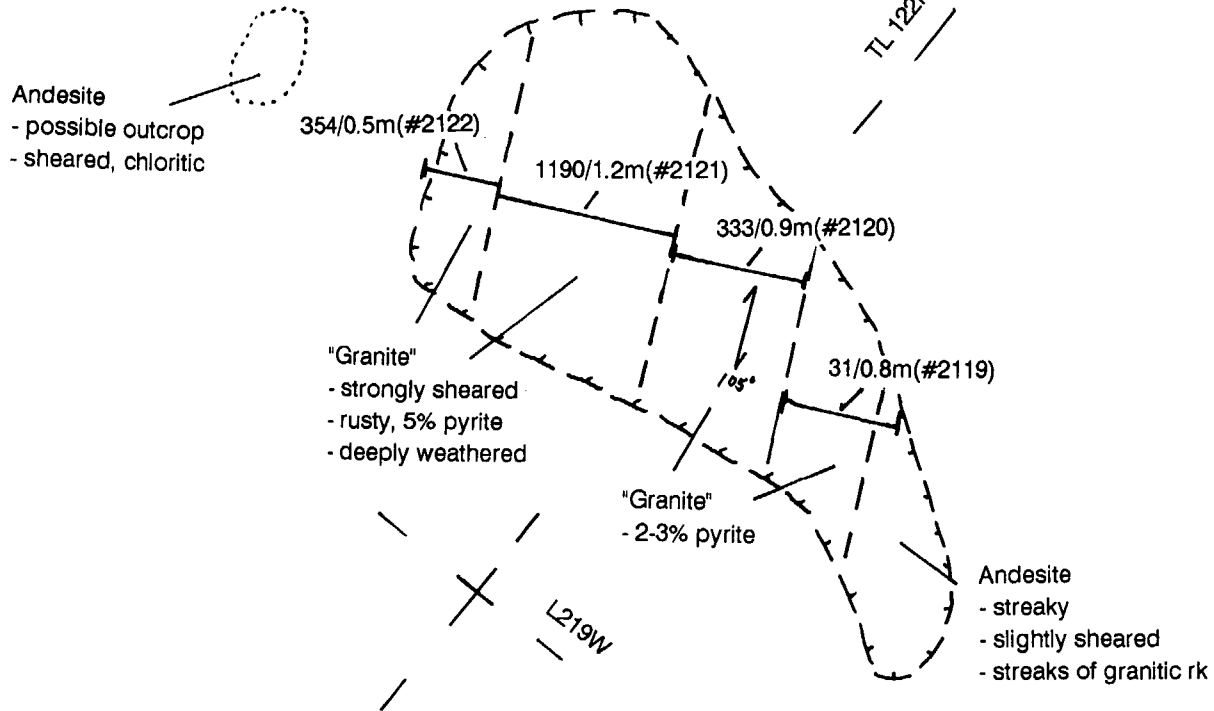 TL 122
Andesite
- possible outcrop
- sheared, chloritic
354/0.5m(#2122)
1190/1.2m(#2121)
333/0.9m(#2120)
105°
31/0.8m(#2119)
"Granite"
- strongly sheared
- rusty, 5% pyrite
- deeply weathered
"Granite"
- 2-3% pyrite
L219W
Andesite
- streaky
- slightly sheared
- streaks of granitic rk